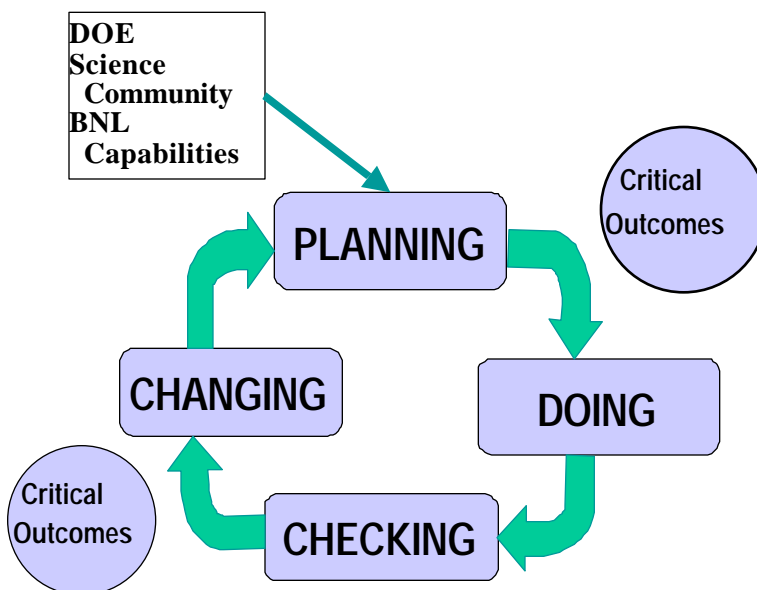 DOE
Science
Community
BNL
Capabilities
Critical
Outcomes
PLANNING
CHANGING
DOING
Critical
Outcomes
CHECKING